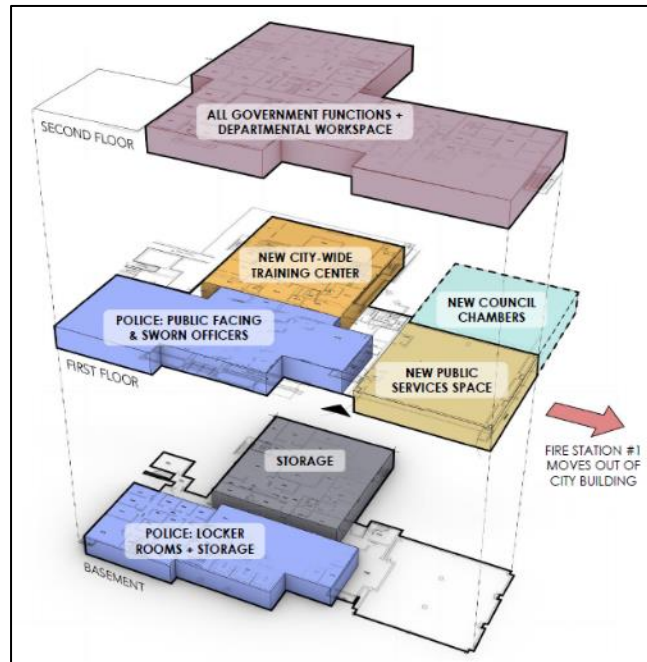 ALL GOVERNMENT FUNCTIONS +
DEPARTMENTAL WORKSPACE
SECOND FLOOR
NEW CITY-WIDE
TRAINING CENTER
NEW COUNCIL
CHAMBERS
POLICE: PUBLIC FACING
& SWORN OFFICERS
NEW PUBLIC
SERVICES SPACE
FIRST FLOOR
FIRE STATION #1
MOVES OUT OF
CITY BUILDING
STORAGE
POLICE: LOCKER
ROOMS + STORAGE
BASEMENT